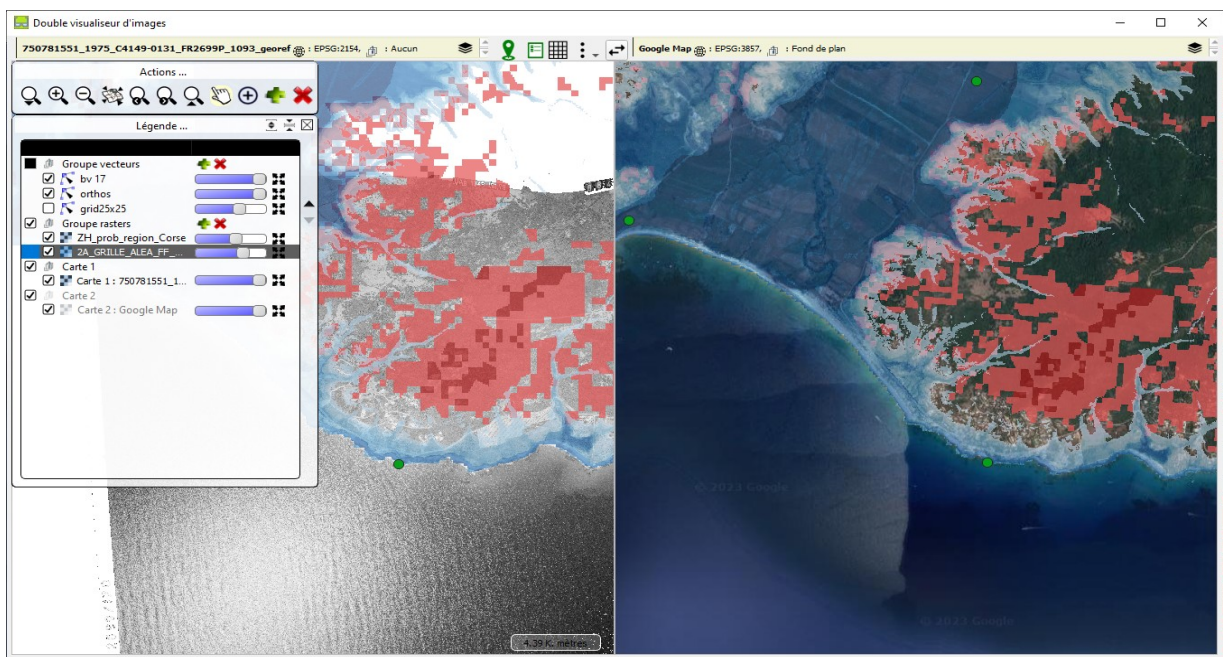 Double visualiseur d'images
750781551_1975_C4149-0131_FR2699P_1093_georef : EPSG:2154, : Aucun
Google Map : EPSG:3857, : Fond de plan
Actions ...
Légende ...
Groupe vecteurs
bv 17
orthos
grid25x25
Groupe rasters
ZH_prob_region_Corse
2A_GRILLE_ALEA_FF_...
Carte 1
Carte 1 : 750781551_1...
Carte 2
Carte 2 : Google Map
© 2023 Google
© 2023 Google
4.39 K. mètres